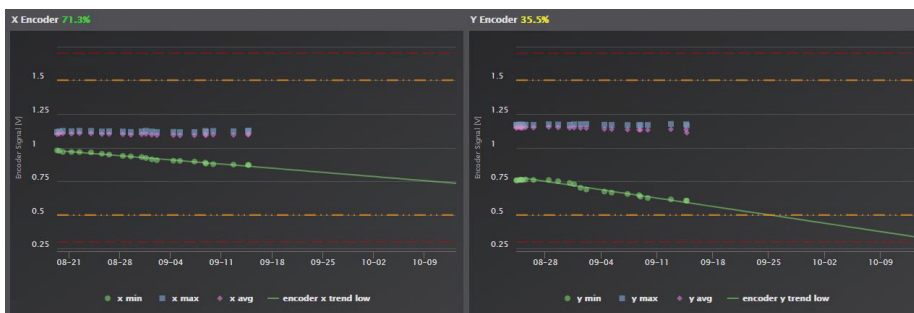 X Encoder 71.3%
Encoder Signal [V]
1.5
1.25
1
0.75
0.5
0.25
08-21 08-28 09-04 09-11 09-18 09-25 10-02 10-09
x min x max x avg encoder x trend low
Y Encoder 35.5%
Encoder Signal [V]
1.5
1.25
1
0.75
0.5
0.25
08-28 09-04 09-11 09-18 09-25 10-02 10-09
y min y max y avg encoder y trend low